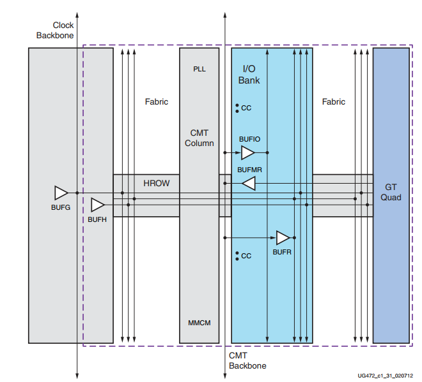 Clock
Backbone
PLL
I/O
Bank
CC
Fabric
CMT
Column
Fabric
BUFIO
BUFMR
HROW
GT
Quad
BUFG
BUFH
BUFR
CC
MMCM
CMT
Backbone
UG472_c1_31_020712